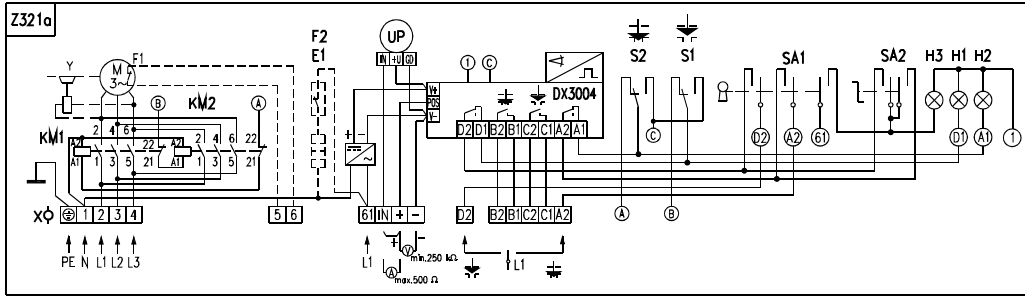 Z321a
F1
F2
E1
UP
IN +U GD
1 C
S2 S1
SA1 SA2 H3 H1 H2
Y
M
3~
B
KM2
A
V+
POS
V-
DX3004
D2 D1 B2 B1 C2 C1 A2 A1
KM1
2 4 6
A2
22
A2
2 4 6 22
A1
1 3 5 21
A1
1 3 5 21
+ -
C
D2 A2 61 D1 A1 1
X
1 2 3 4
5 6
61 IN + -
D2 B2 B1 C2 C1 A2
A B
PE N L1 L2 L3
L1
+ -
V
min.250 kΩ
A
max.500 Ω
L1